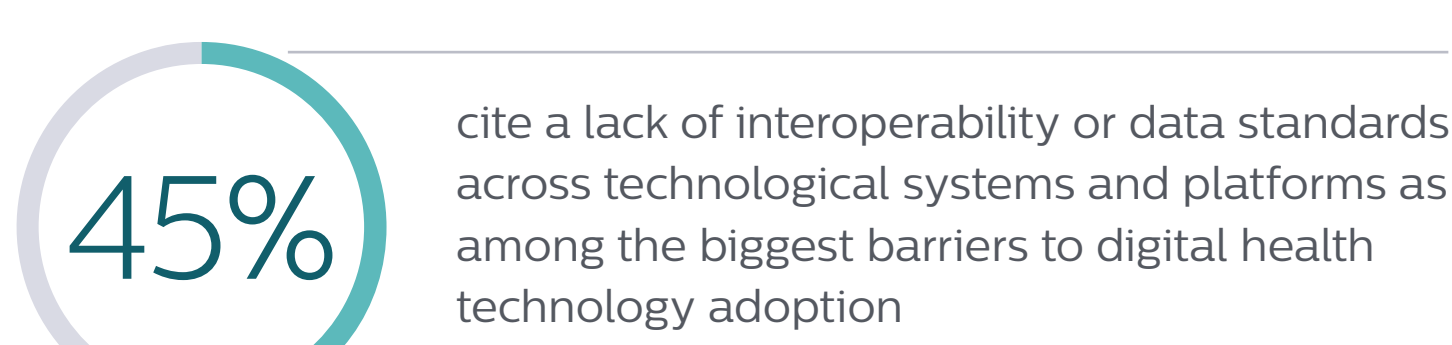 45%
cite a lack of interoperability or data standards
across technological systems and platforms as
among the biggest barriers to digital health
technology adoption